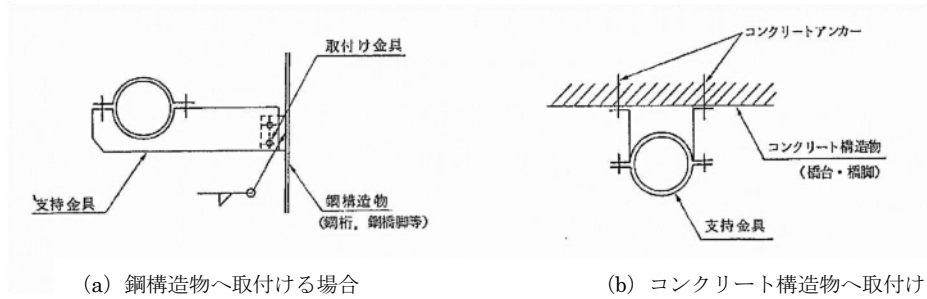 取付け金具
支持金具
鋼構造物
(鋼桁，鋼橋脚等)
(a) 鋼構造物へ取付ける場合
コンクリートアンカー
コンクリート構造物
(橋台・橋脚)
支持金具
(b) コンクリート構造物へ取付け